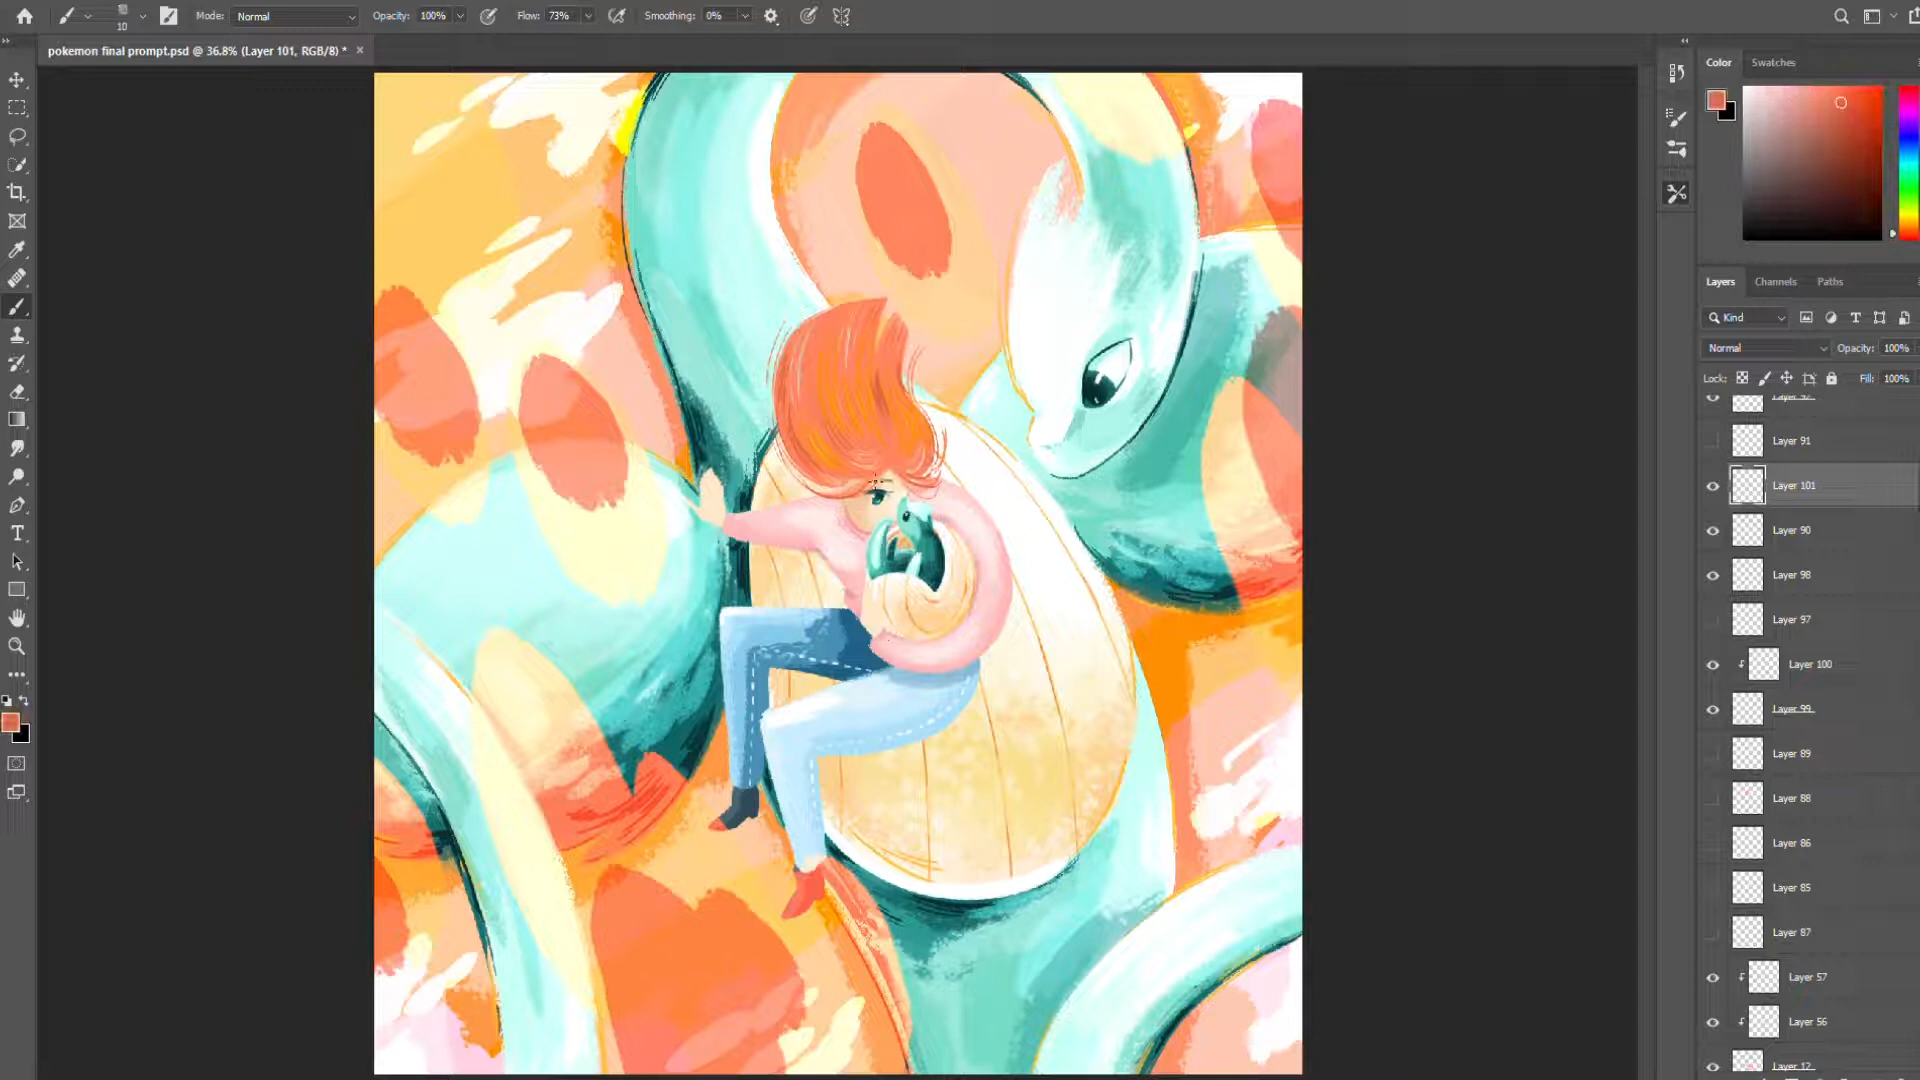 10
Mode: Normal
Opacity: 100%
Flow: 73%
Smoothing: 0%
pokemon final prompt.psd @ 36.8% (Layer 101, RGB/8) * ×
Color
Swatches
Layers
Channels
Paths
Kind
Normal
Opacity: 100%
Lock:
Fill: 100%
Layer 91
Layer 101
Layer 90
Layer 98
Layer 97
Layer 100
Layer 99
Layer 89
Layer 88
Layer 86
Layer 85
Layer 87
Layer 57
Layer 56
Layer 12